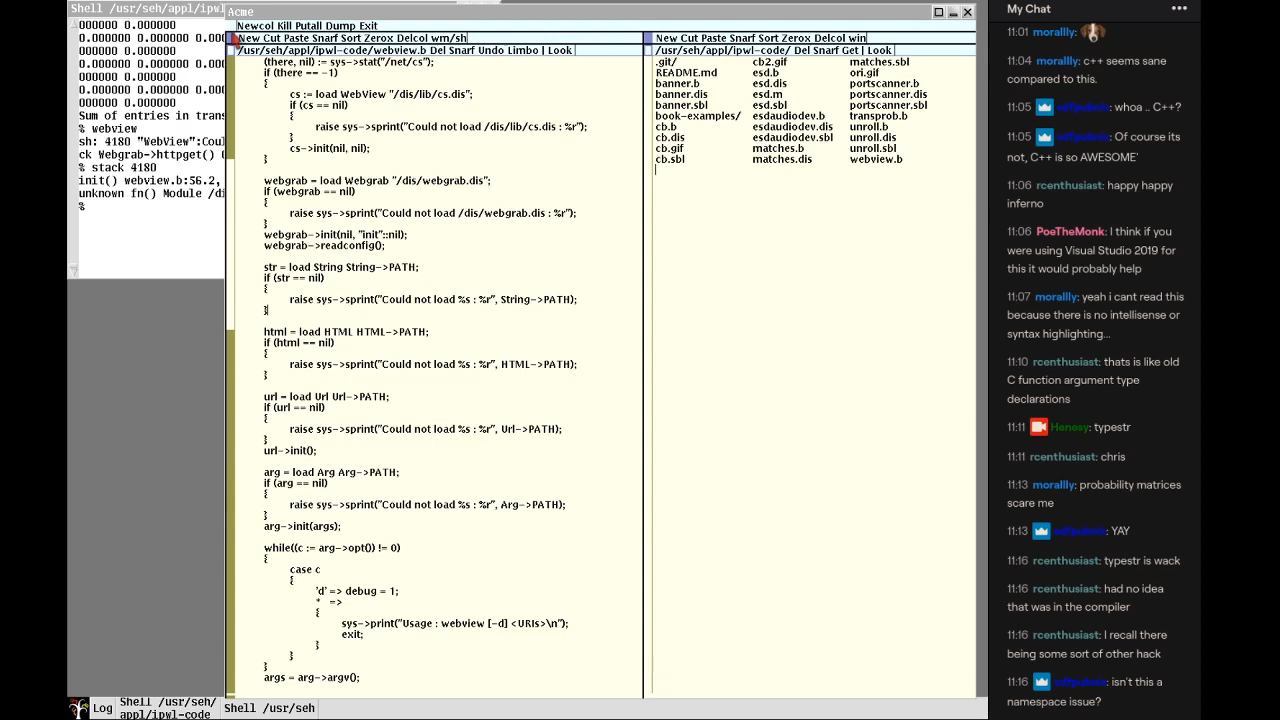 Shell /usr/seh/appl/ipwl
000000 0.000000
0.000000 0.000000 0.0000
000000 0.000000
0.000000 0.000000 0.0000
000000 0.000000
0.000000 0.000000 0.0000
000000 0.000000
Sum of entries in trans
% webview
sh: 4180 "WebView":Coul
ck Webgrab->httpget() (
% stack 4180
init() webview.b:56.2,
unknown fn() Module /di
%
Acme
Newcol Kill Putall Dump Exit
New Cut Paste Snarf Sort Zerox Delcol wm/sh
/usr/seh/appl/ipwl-code/webview.b Del Snarf Undo Limbo | Look
(there, nil) := sys->stat("/net/cs");
if (there == -1)
{
cs := load WebView "/dis/lib/cs.dis";
if (cs == nil)
{
raise sys->sprint("Could not load /dis/lib/cs.dis : %r");
}
cs->init(nil, nil);
}
webgrab = load Webgrab "/dis/webgrab.dis";
if (webgrab == nil)
{
raise sys->sprint("Could not load /dis/webgrab.dis : %r");
}
webgrab->init(nil, "init"::nil);
webgrab->readconfig();
str = load String String->PATH;
if (str == nil)
{
raise sys->sprint("Could not load %s : %r", String->PATH);
}
html = load HTML HTML->PATH;
if (html == nil)
{
raise sys->sprint("Could not load %s : %r", HTML->PATH);
}
url = load Url Url->PATH;
if (url == nil)
{
raise sys->sprint("Could not load %s : %r", Url->PATH);
}
url->init();
arg = load Arg Arg->PATH;
if (arg == nil)
{
raise sys->sprint("Could not load %s : %r", Arg->PATH);
}
arg->init(args);
while((c := arg->opt()) != 0)
{
case c
{
'd' => debug = 1;
* =>
{
sys->print("Usage : webview [-d] <URIs>\n");
exit;
}
}
}
args = arg->argv();
New Cut Paste Snarf Sort Zerox Delcol win
/usr/seh/appl/ipwl-code/ Del Snarf Get | Look
.git/ cb2.gif matches.sbl
README.md esd.b ori.gif
banner.b esd.dis portscanner.b
banner.dis esd.m portscanner.dis
banner.sbl esd.sbl portscanner.sbl
book-examples/ esdaudiodev.b transprob.b
cb.b esdaudiodev.dis unroll.b
cb.dis esdaudiodev.sbl unroll.dis
cb.gif matches.b unroll.sbl
cb.sbl matches.dis webview.b
My Chat •••
11:01 morallly:
11:04 morallly: c++ seems sane
compared to this.
11:05 whoa .. C++?
11:05 Of course its
not, C++ is so AWESOME'
11:06 rcenthusiast: happy happy
inferno
11:06 PoeTheMonk: I think if you
were using Visual Studio 2019 for
this it would probably help
11:07 morallly: yeah i cant read this
because there is no intellisense or
syntax highlighting...
11:10 rcenthusiast: thats is like old
C function argument type
declarations
11:11 Henesy: typestr
11:11 rcenthusiast: chris
11:13 morallly: probability matrices
scare me
11:13 YAY
11:16 rcenthusiast: typestr is wack
11:16 rcenthusiast: had no idea
that was in the compiler
11:16 rcenthusiast: I recall there
being some sort of other hack
11:16 isn't this a
namespace issue?
Log
Shell /usr/seh/
appl/ipwl-code
Shell /usr/seh